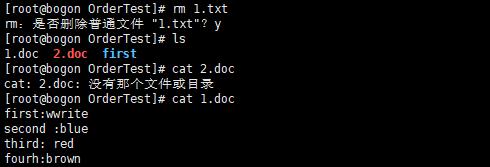 [root@bogon OrderTest]# rm 1.txt
rm：是否删除普通文件 "1.txt"？y
[root@bogon OrderTest]# ls
1.doc  2.doc  first
[root@bogon OrderTest]# cat 2.doc
cat: 2.doc: 没有那个文件或目录
[root@bogon OrderTest]# cat 1.doc
first:wwrite
second :blue
third: red
fourh:brown